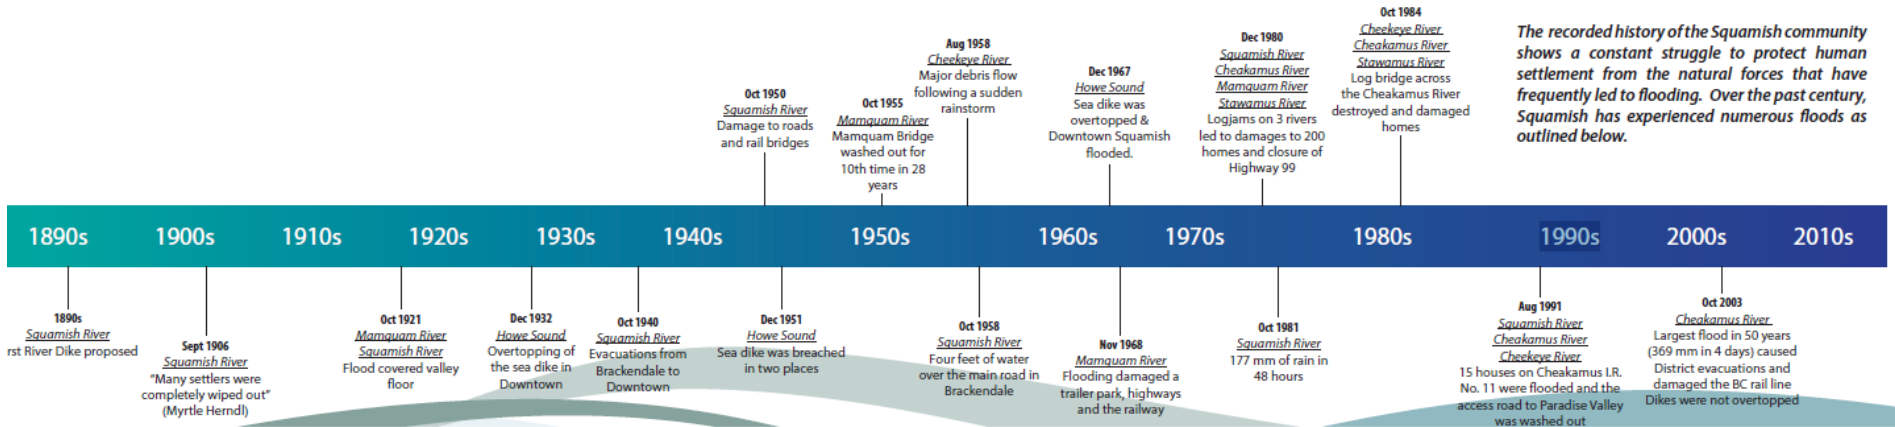 The recorded history of the Squamish community
shows a constant struggle to protect human
settlement from the natural forces that have
frequently led to flooding. Over the past century,
Squamish has experienced numerous floods as
outlined below.
Oct 1950
Squamish River
Damage to roads
and rail bridges
Oct 1955
Mamquam River
Mamquam Bridge
washed out for
10th time in 28
years
Aug 1958
Cheekeye River
Major debris flow
following a sudden
rainstorm
Dec 1967
Howe Sound
Sea dike was
overtopped &
Downtown Squamish
flooded.
Dec 1980
Squamish River
Cheakamus River
Mamquam River
Stawamus River
Logjams on 3 rivers
led to damages to 200
homes and closure of
Highway 99
Oct 1984
Cheekeye River
Cheakamus River
Stawamus River
Log bridge across
the Cheakamus River
destroyed and damaged
homes
1890s 1900s 1910s 1920s 1930s 1940s 1950s 1960s 1970s 1980s 1990s 2000s 2010s
1890s
Squamish River
rst River Dike proposed
Sept 1906
Squamish River
“Many settlers were
completely wiped out”
(Myrtle Herndl)
Oct 1921
Mamquam River
Squamish River
Flood covered valley
floor
Dec 1932
Howe Sound
Overtopping of
the sea dike in
Downtown
Oct 1940
Squamish River
Evacuations from
Brackendale to
Downtown
Dec 1951
Howe Sound
Sea dike was breached
in two places
Oct 1958
Squamish River
Four feet of water
over the main road in
Brackendale
Nov 1968
Mamquam River
Flooding damaged a
trailer park, highways
and the railway
Oct 1981
Squamish River
177 mm of rain in
48 hours
Aug 1991
Squamish River
Cheakamus River
Cheekeye River
15 houses on Cheakamus I.R.
No. 11 were flooded and the
access road to Paradise Valley
was washed out
Oct 2003
Cheakamus River
Largest flood in 50 years
(369 mm in 4 days) caused
District evacuations and
damaged the BC rail line
Dikes were not overtopped